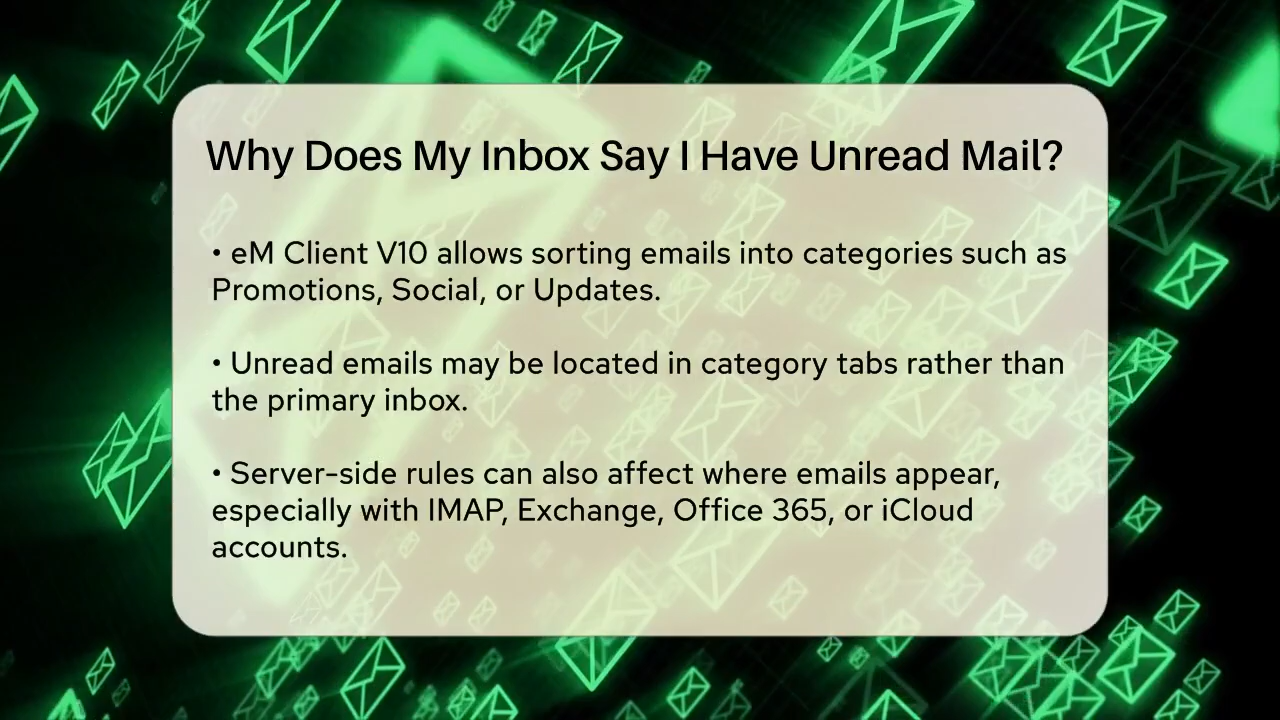 Why Does My Inbox Say I Have Unread Mail?
• eM Client V10 allows sorting emails into categories such as
Promotions, Social, or Updates.
• Unread emails may be located in category tabs rather than
the primary inbox.
• Server-side rules can also affect where emails appear,
especially with IMAP, Exchange, Office 365, or iCloud
accounts.